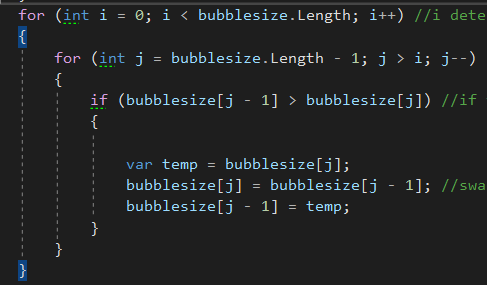 for (int i = 0; i < bubblesize.Length; i++) //i
{
for (int j = bubblesize.Length - 1; j > i; j--)
{
if (bubblesize[j - 1] > bubblesize[j]) //if
{
var temp = bubblesize[j];
bubblesize[j] = bubblesize[j - 1]; //swa
bubblesize[j - 1] = temp;
}
}
}